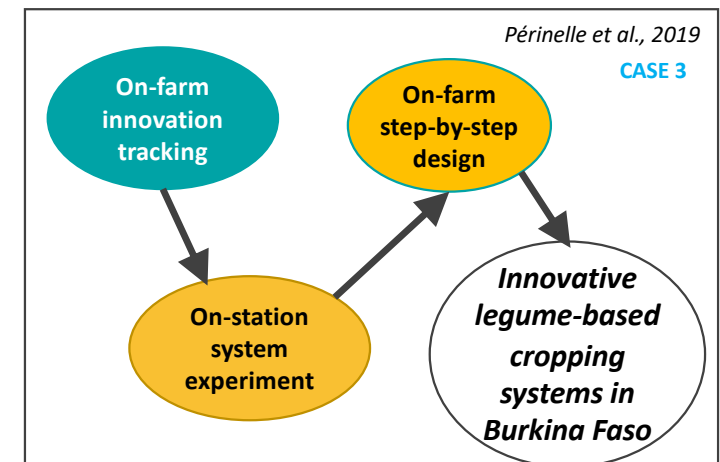 Périnelle et al., 2019
CASE 3
On-farm
innovation
tracking
On-farm
step-by-step
design
On-station
system
experiment
Innovative
legume-based
cropping
systems in
Burkina Faso